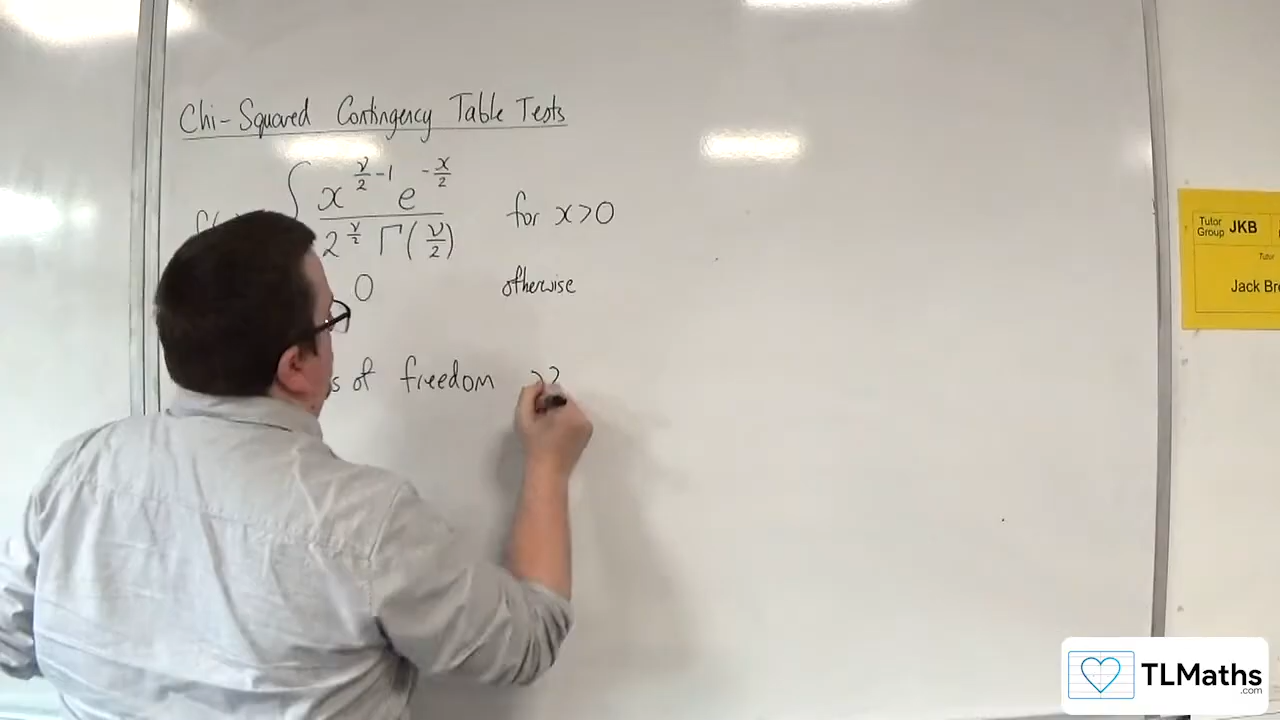 Chi-Squared Contingency Table Tests
x^(ν/2 - 1) e^(-x/2) for x>0
2^(ν/2) Γ(ν/2)
0 otherwise
s of freedom ??
Tutor Group JKB
Tutor
Jack Bre
TLMaths
.com